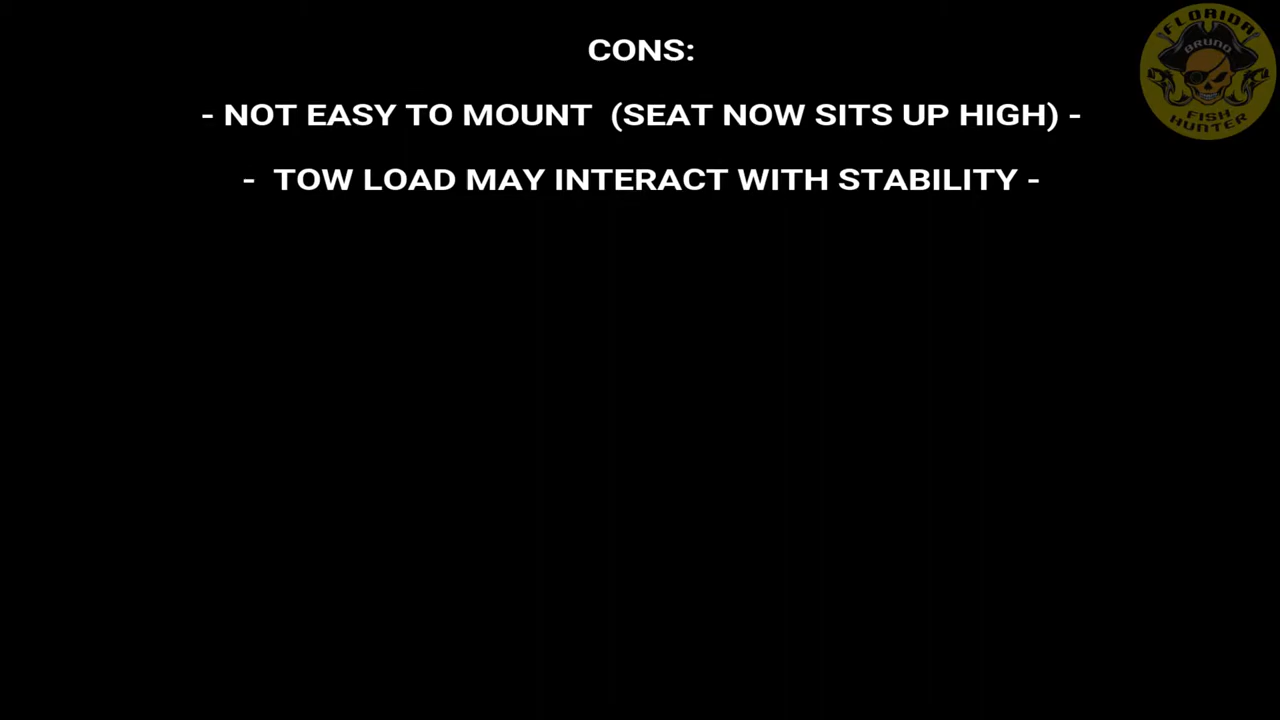 CONS:
- NOT EASY TO MOUNT (SEAT NOW SITS UP HIGH) -
- TOW LOAD MAY INTERACT WITH STABILITY -
FLORIDA
BRUNO
FISH
HUNTER